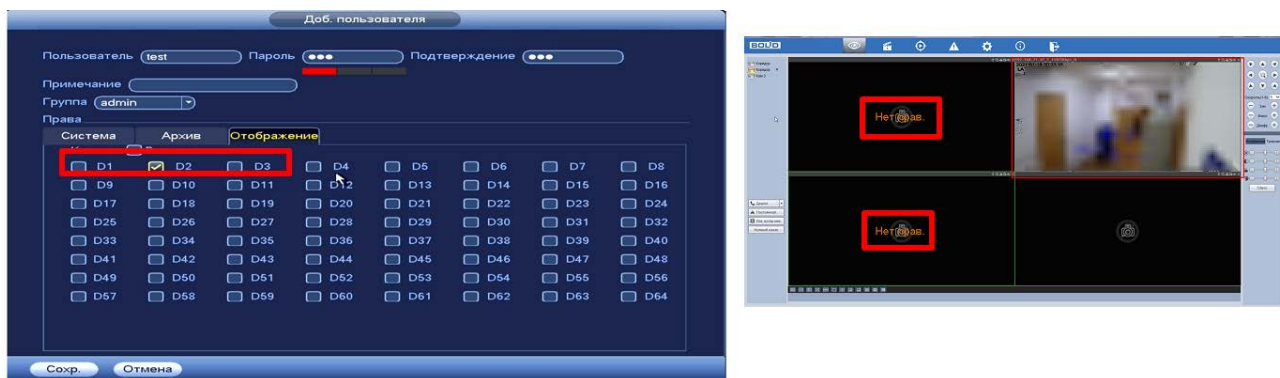 Доб. пользователя
Пользователь test Пароль ●●● Подтверждение ●●●
Примечание
Группа admin
Права
Система Архив Отображение
D1 D2 D3 D4 D5 D6 D7 D8
D9 D10 D11 D12 D13 D14 D15 D16
D17 D18 D19 D20 D21 D22 D23 D24
D25 D26 D27 D28 D29 D30 D31 D32
D33 D34 D35 D36 D37 D38 D39 D40
D41 D42 D43 D44 D45 D46 D47 D48
D49 D50 D51 D52 D53 D54 D55 D56
D57 D58 D59 D60 D61 D62 D63 D64
Сохр. Отмена
BOLID
Нет прав.
Нет прав.